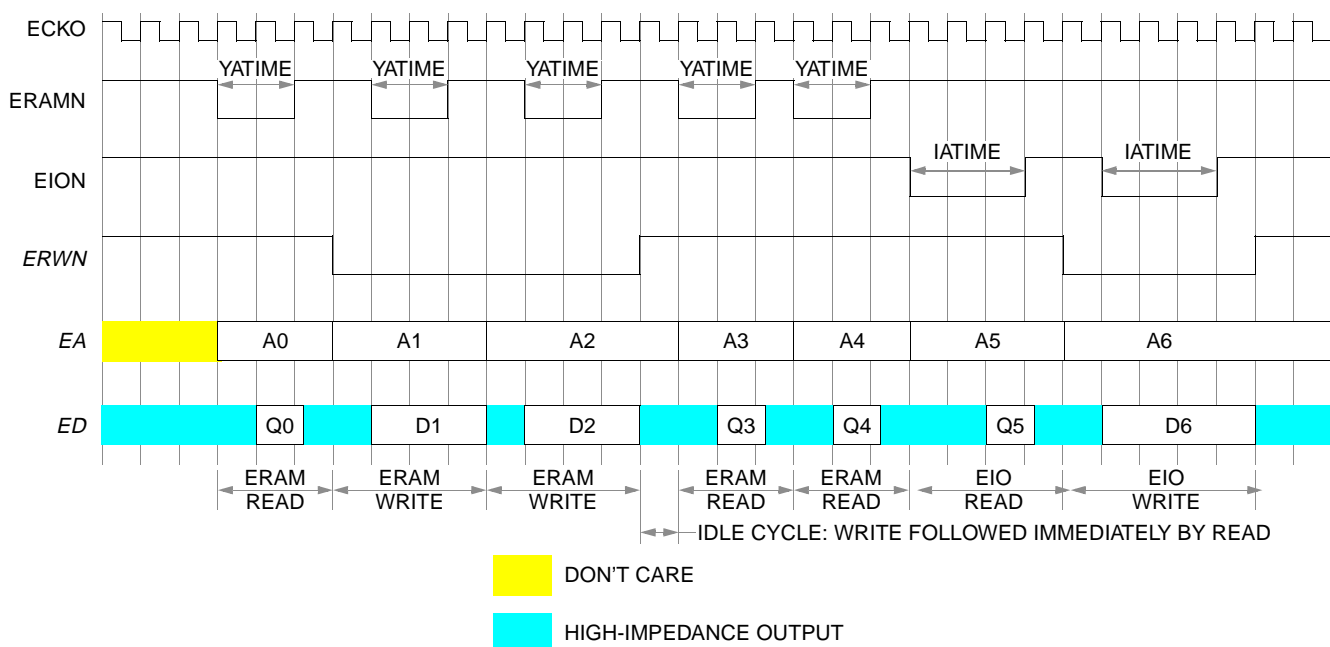 ECKO
YATIME YATIME YATIME YATIME YATIME
ERAMN
IATIME IATIME
EION
ERWN
EA A0 A1 A2 A3 A4 A5 A6
ED Q0 D1 D2 Q3 Q4 Q5 D6
ERAM ERAM ERAM ERAM ERAM EIO EIO
READ WRITE WRITE READ READ READ WRITE
IDLE CYCLE: WRITE FOLLOWED IMMEDIATELY BY READ
DON'T CARE
HIGH-IMPEDANCE OUTPUT